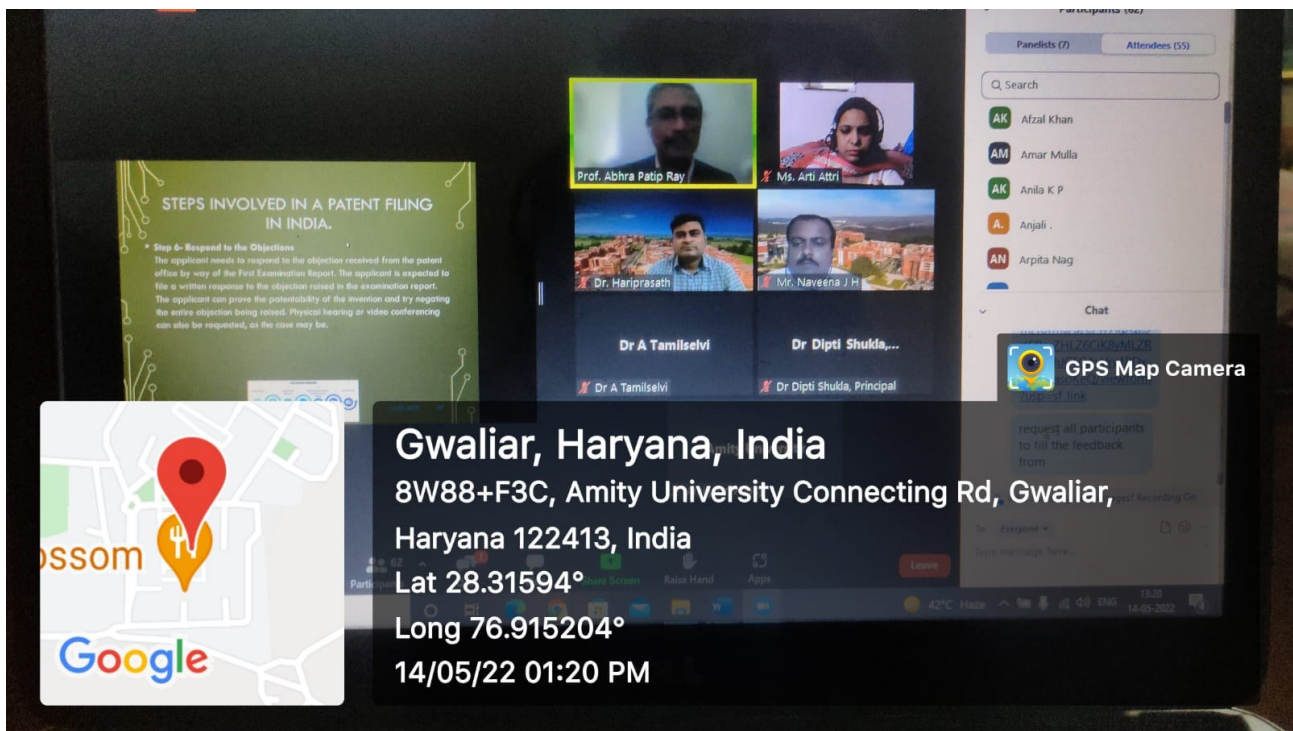 Participants (62)
Panelists (7)
Attendees (55)
Search
AK Afzal Khan
AM Amar Mulla
AK Anila K P
A. Anjali .
AN Arpita Nag
Chat
?usp=sf_link
request all participants
to fill the feedback
from
Recording On
To: Everyone
Type message here...
Prof. Abhra Patip Ray
Ms. Arti Attri
Dr. Hariprasath
Mr. Naveena J H
Dr A Tamilselvi
Dr Dipti Shukla,...
Dr A Tamilselvi
Dr Dipti Shukla, Principal
STEPS INVOLVED IN A PATENT FILING
IN INDIA.
Step 6- Respond to the Objections
The applicant needs to respond to the objection received from the patent
office by way of the First Examination Report. The applicant is expected to
file a written response to the objection raised in the examination report.
The applicant can prove the patentability of the invention and try negating
the entire objection being raised. Physical hearing or video conferencing
can also be requested, as the case may be.
GPS Map Camera
Gwaliar, Haryana, India
8W88+F3C, Amity University Connecting Rd, Gwaliar,
Haryana 122413, India
Lat 28.31594°
Long 76.915204°
14/05/22 01:20 PM
ossom
Google
62
Share Screen
Raise Hand
Apps
Leave
42°C Haze
ENG
13:20
14-05-2022